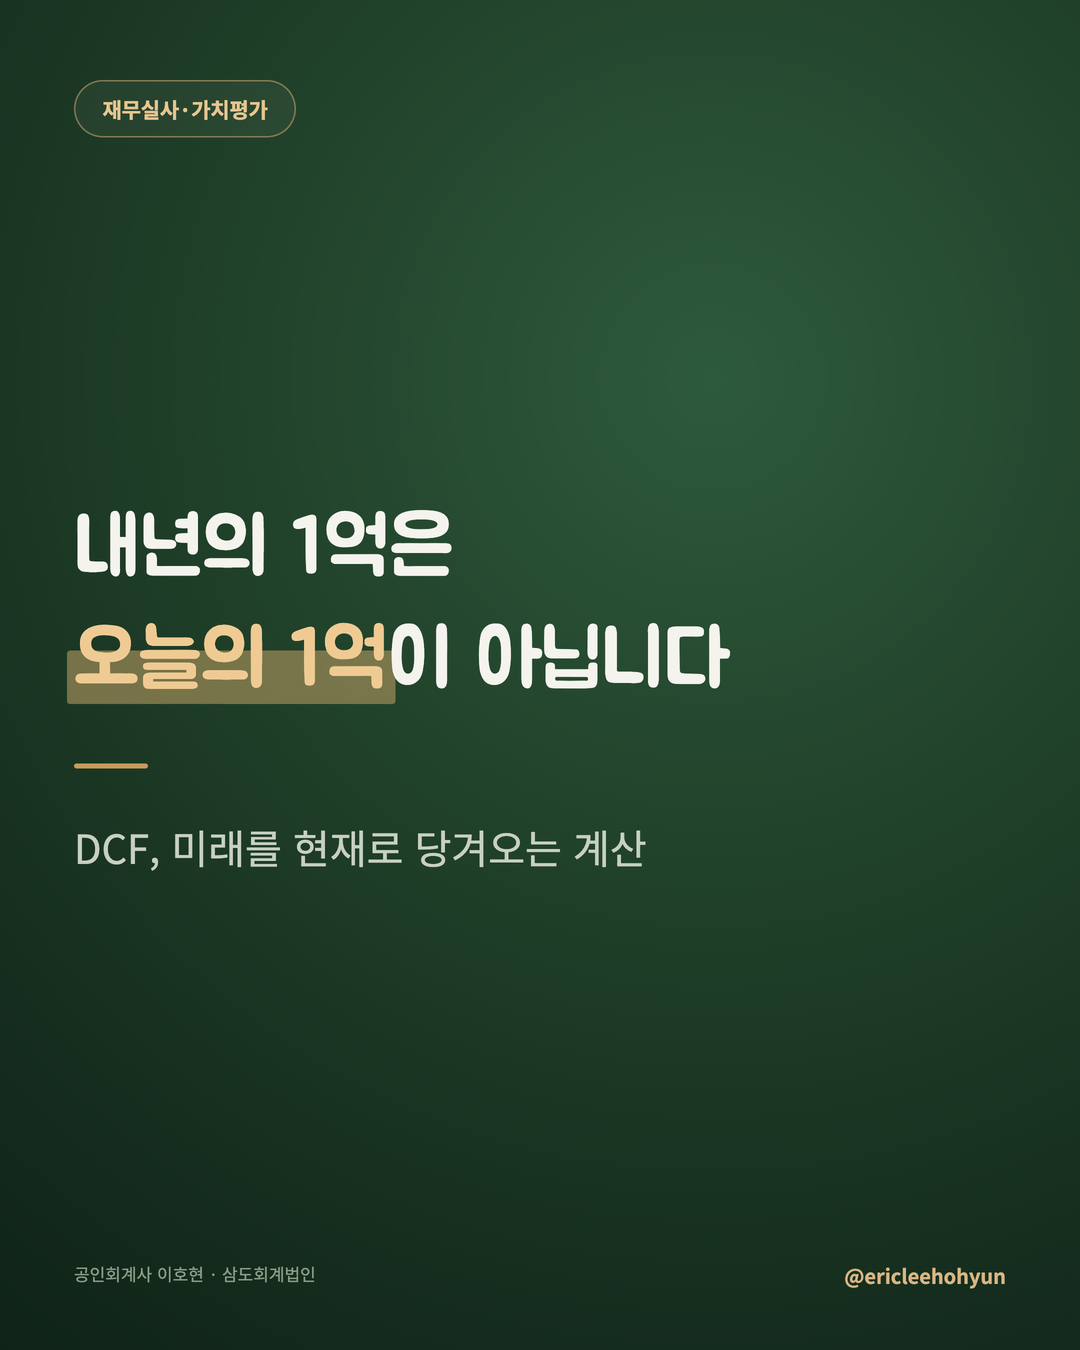 재무실사·가치평가
내년의 1억은
오늘의 1억이 아닙니다
DCF, 미래를 현재로 당겨오는 계산
공인회계사 이호현 · 삼도회계법인
@ericleehohyun